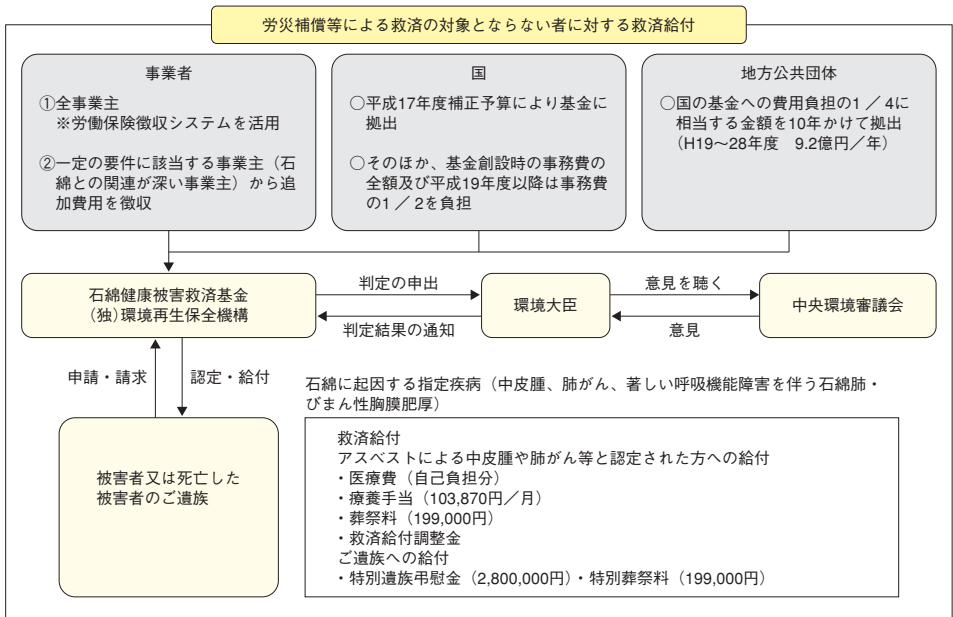 労災補償等による救済の対象とならない者に対する救済給付
事業者
①全事業主
※労働保険徴収システムを活用
②一定の要件に該当する事業主（石
綿との関連が深い事業主）から追
加費用を徴収
国
○平成17年度補正予算により基金に
拠出
○そのほか、基金創設時の事務費の
全額及び平成19年度以降は事務費
の1／2を負担
地方公共団体
○国の基金への費用負担の1／4に
相当する金額を10年かけて拠出
（H19～28年度　9.2億円／年）
石綿健康被害救済基金
（独）環境再生保全機構
判定の申出
判定結果の通知
環境大臣
意見を聴く
意見
中央環境審議会
申請・請求
認定・給付
被害者又は死亡した
被害者のご遺族
石綿に起因する指定疾病（中皮腫、肺がん、著しい呼吸機能障害を伴う石綿肺・
びまん性胸膜肥厚）
救済給付
アスベストによる中皮腫や肺がん等と認定された方への給付
・医療費（自己負担分）
・療養手当（103,870円／月）
・葬祭料（199,000円）
・救済給付調整金
ご遺族への給付
・特別遺族弔慰金（2,800,000円）・特別葬祭料（199,000円）